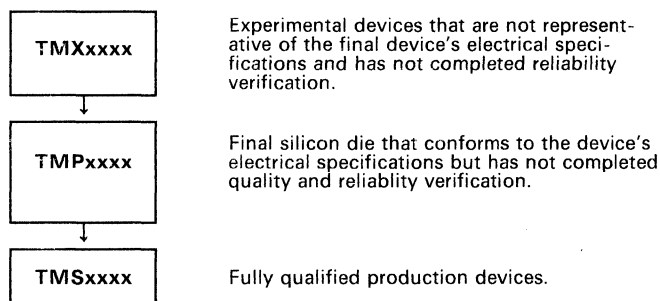 TMXxxxx
Experimental devices that are not represent-
ative of the final device's electrical speci-
fications and has not completed reliability
verification.
TMPxxxx
Final silicon die that conforms to the device's
electrical specifications but has not completed
quality and reliablity verification.
TMSxxxx
Fully qualified production devices.